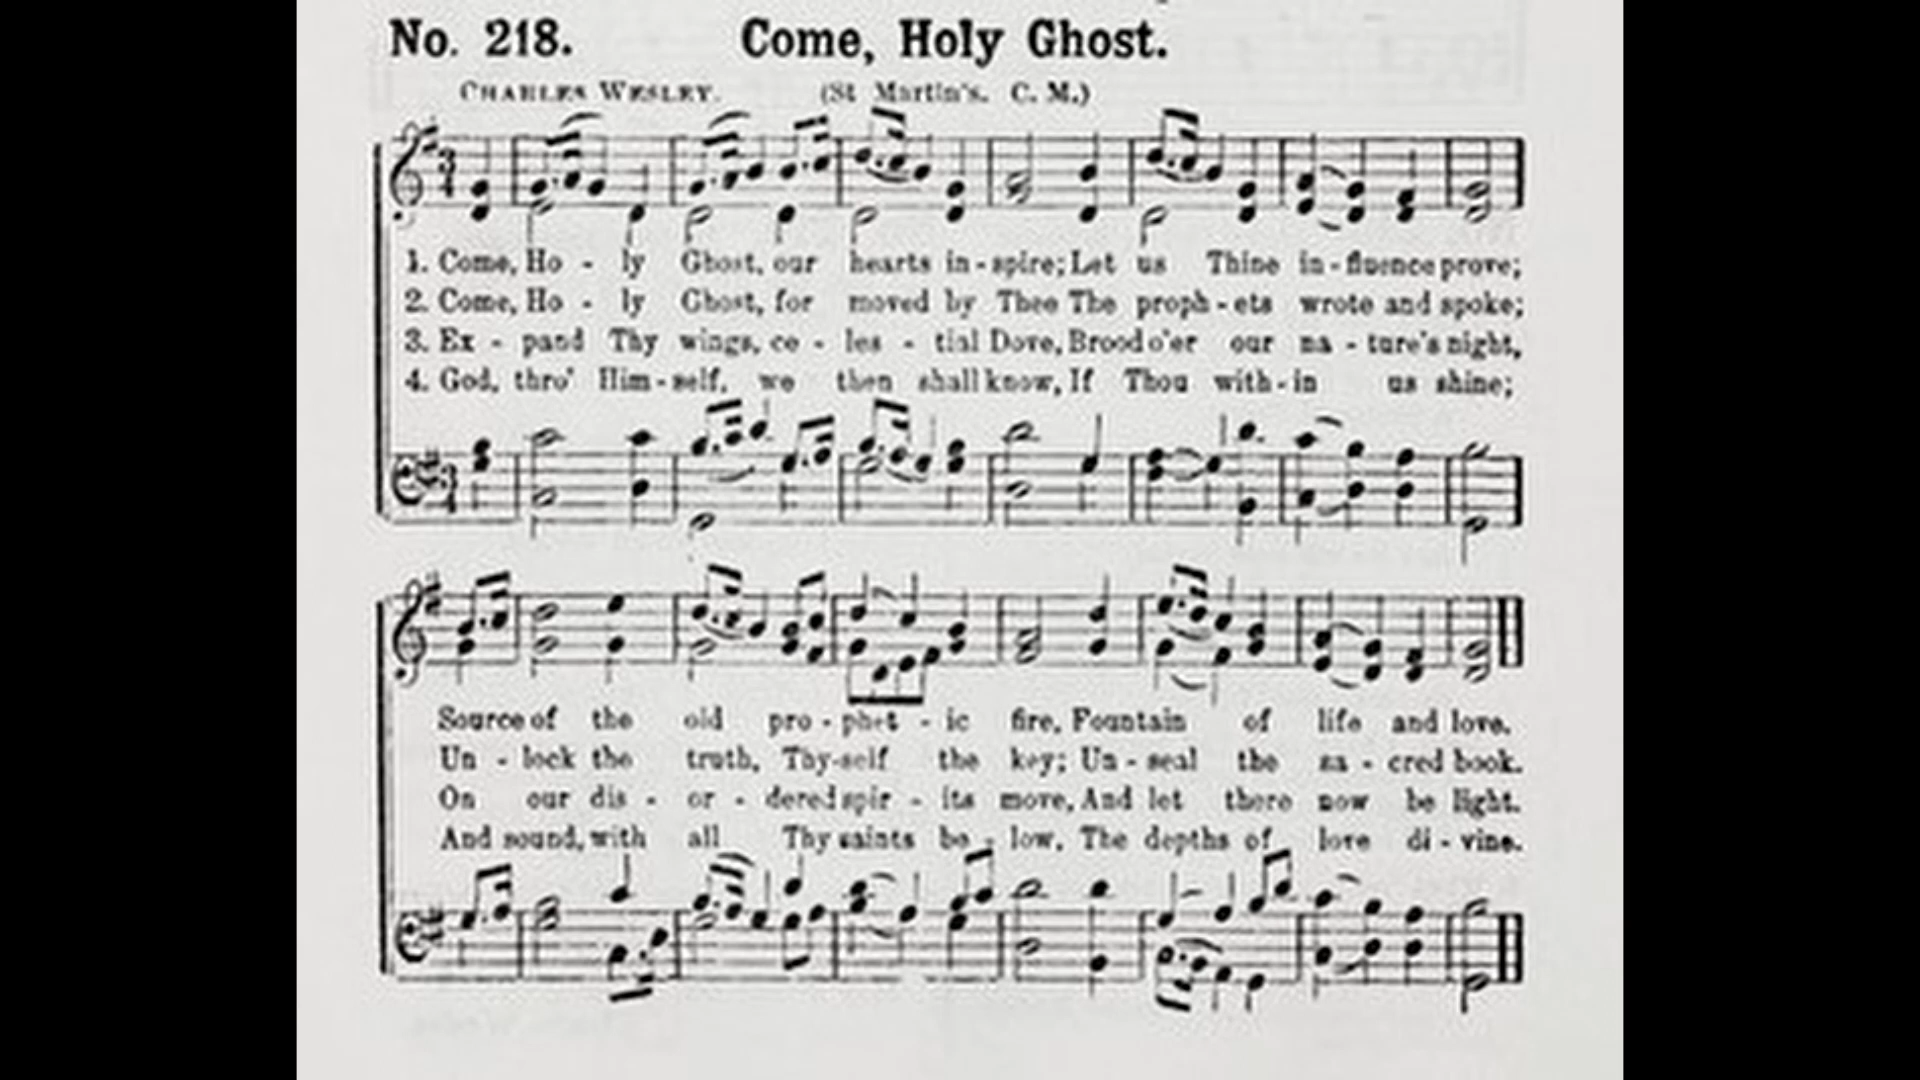 No. 218. Come, Holy Ghost.
CHARLES WESLEY. (St Martin's. C. M.)
1. Come, Ho - ly Ghost, our hearts in - spire; Let us Thine in - fluence prove;
2. Come, Ho - ly Ghost, for moved by Thee The proph - ets wrote and spoke;
3. Ex - pand Thy wings, ce - les - tial Dove, Brood o'er our na - ture's night,
4. God, thro' Him - self, we then shall know, If Thou with - in us shine;
Source of the old pro - phet - ic fire, Fountain of life and love.
Un - lock the truth, Thy-self the key; Un - seal the sa - cred book.
On our dis - or - dered spir - its move, And let there now be light.
And sound, with all Thy saints be - low, The depths of love di - vine.